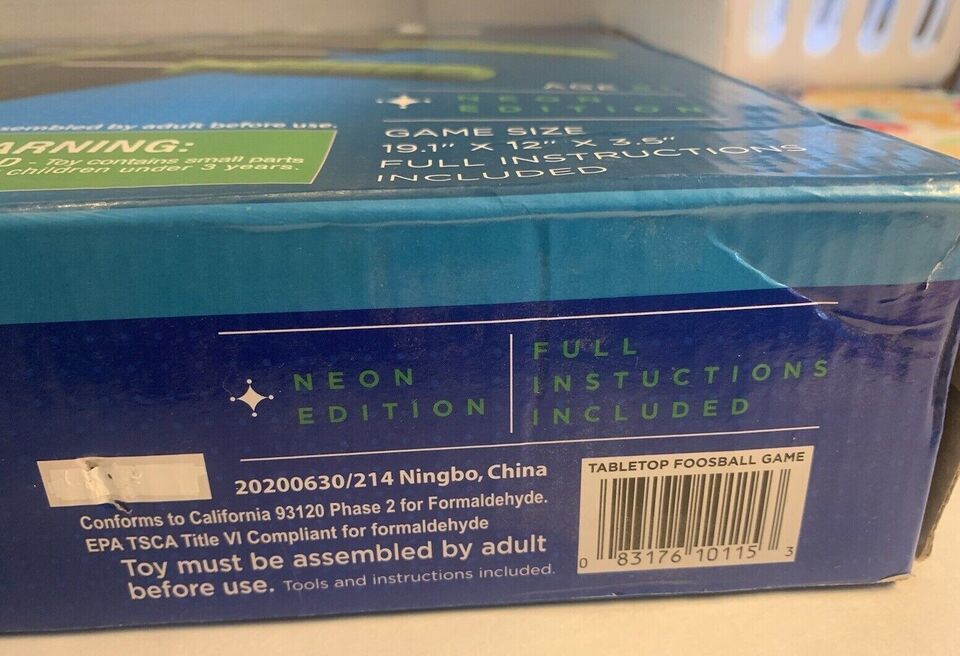 AGE
NEON
EDITION
GAME SIZE
19.1" X 12" X 3.5"
FULL INSTRUCTIONS
INCLUDED
assembled by adult before use.
ARNING:
D - Toy contains small parts
children under 3 years.
NEON
EDITION
FULL
INSTUCTIONS
INCLUDED
20200630/214 Ningbo, China
Conforms to California 93120 Phase 2 for Formaldehyde.
EPA TSCA Title VI Compliant for formaldehyde
Toy must be assembled by adult
before use. Tools and instructions included.
TABLETOP FOOSBALL GAME
0 83176 10115 3